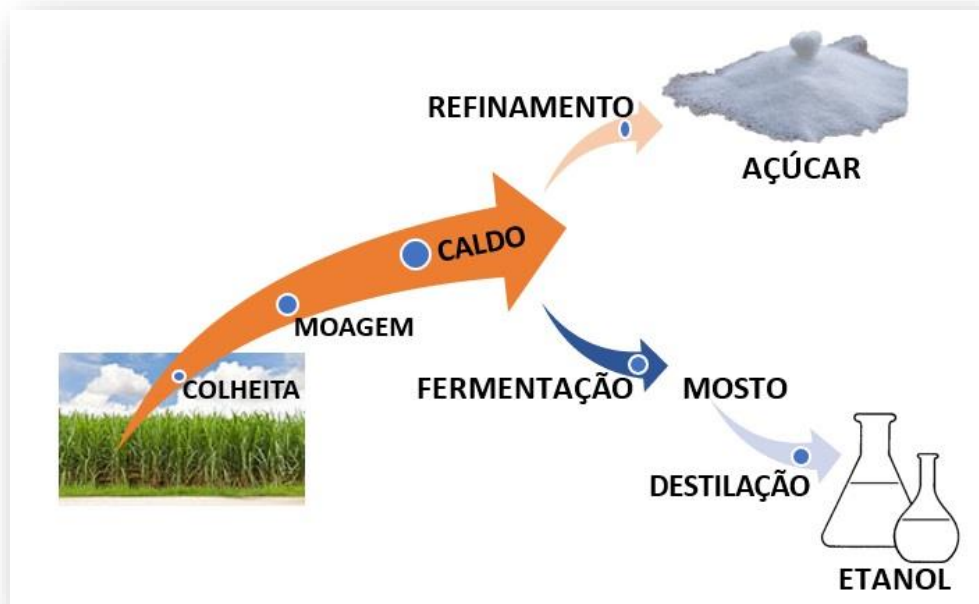 REFINAMENTO
AÇÚCAR
CALDO
MOAGEM
COLHEITA
FERMENTAÇÃO
MOSTO
DESTILAÇÃO
ETANOL